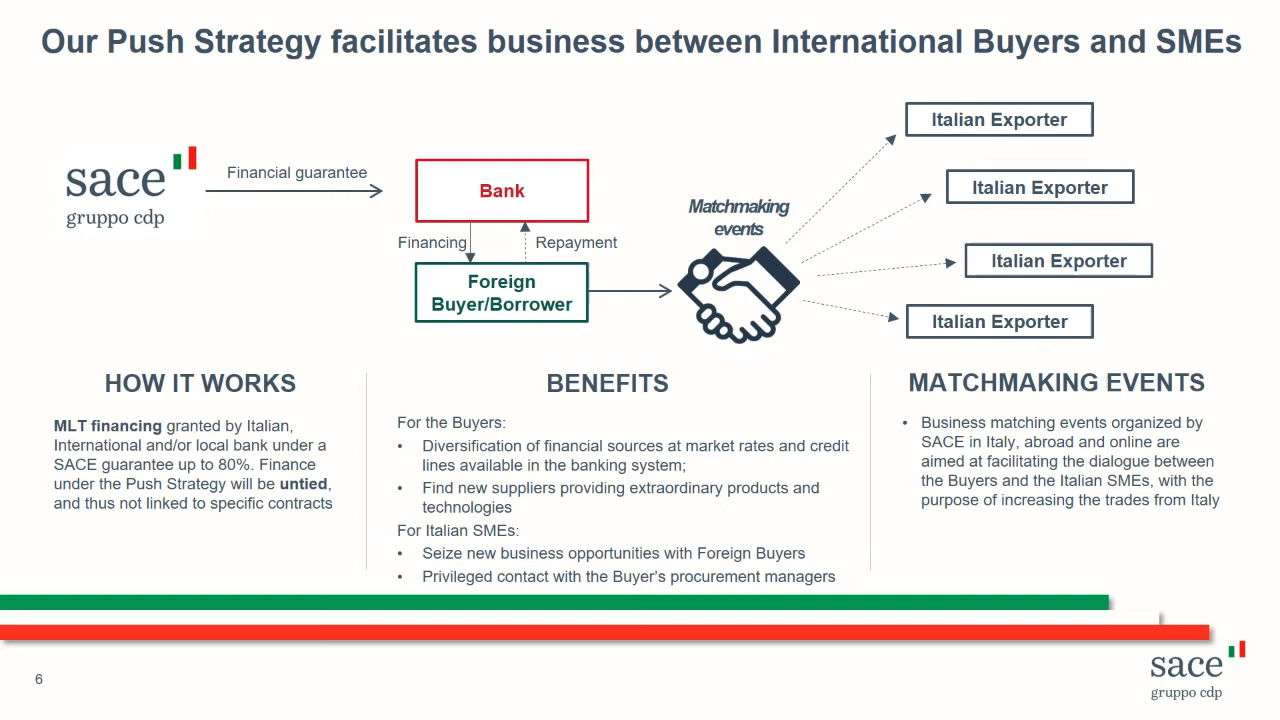 Our Push Strategy facilitates business between International Buyers and SMEs
sace
gruppo cdp
Financial guarantee
Bank
Financing
Repayment
Foreign
Buyer/Borrower
Matchmaking
events
Italian Exporter
Italian Exporter
Italian Exporter
Italian Exporter
HOW IT WORKS
MLT financing granted by Italian,
International and/or local bank under a
SACE guarantee up to 80%. Finance
under the Push Strategy will be untied,
and thus not linked to specific contracts
BENEFITS
For the Buyers:
• Diversification of financial sources at market rates and credit
lines available in the banking system;
• Find new suppliers providing extraordinary products and
technologies
For Italian SMEs:
• Seize new business opportunities with Foreign Buyers
• Privileged contact with the Buyer's procurement managers
MATCHMAKING EVENTS
• Business matching events organized by
SACE in Italy, abroad and online are
aimed at facilitating the dialogue between
the Buyers and the Italian SMEs, with the
purpose of increasing the trades from Italy
6
sace
gruppo cdp